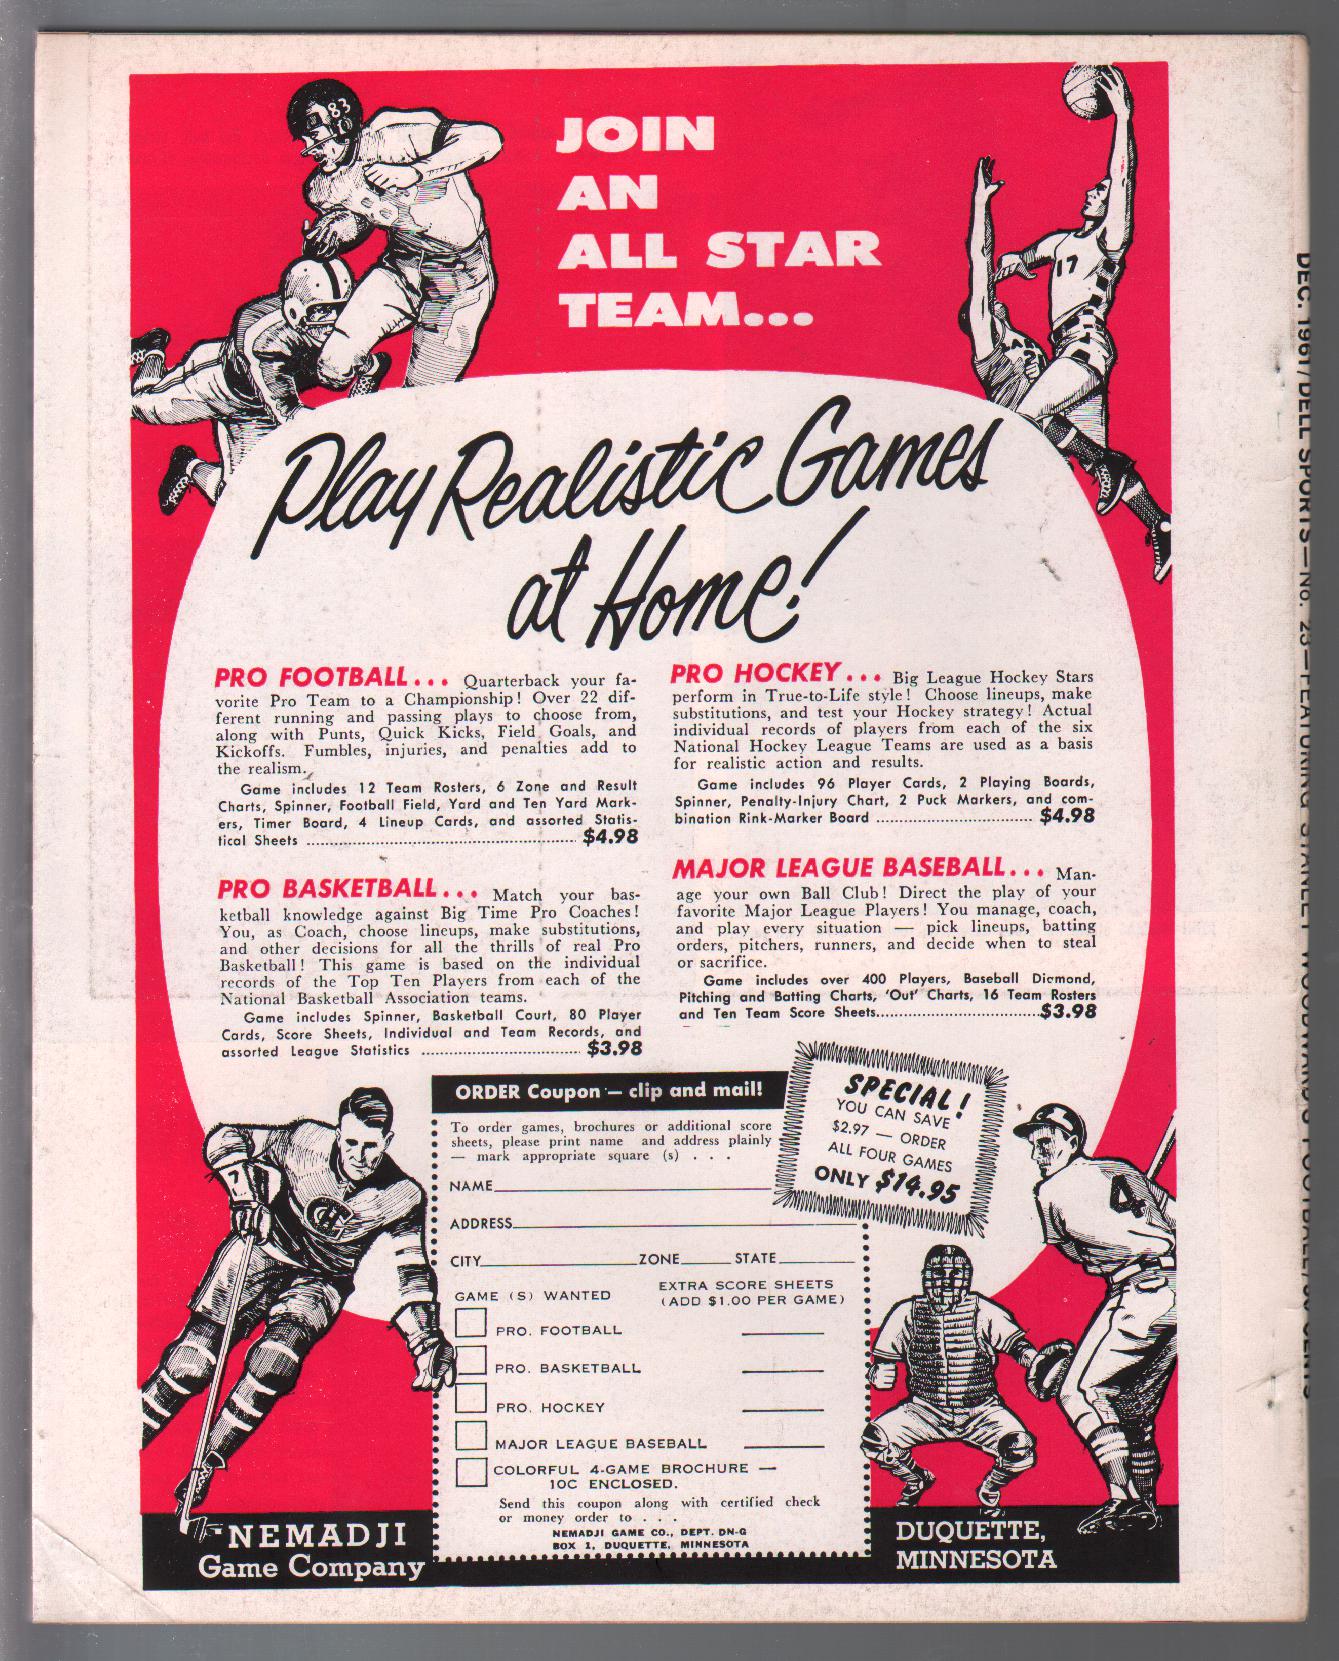 JOIN
AN
ALL STAR
TEAM...
83
17
Play Realistic Games
at Home!
PRO FOOTBALL... Quarterback your fa-
vorite Pro Team to a Championship! Over 22 dif-
ferent running and passing plays to choose from,
along with Punts, Quick Kicks, Field Goals, and
Kickoffs. Fumbles, injuries, and penalties add to
the realism.
Game includes 12 Team Rosters, 6 Zone and Result
Charts, Spinner, Football Field, Yard and Ten Yard Mark-
ers, Timer Board, 4 Lineup Cards, and assorted Statis-
tical Sheets ........ $4.98
PRO BASKETBALL... Match your bas-
ketball knowledge against Big Time Pro Coaches!
You, as Coach, choose lineups, make substitutions,
and other decisions for all the thrills of real Pro
Basketball! This game is based on the individual
records of the Top Ten Players from each of the
National Basketball Association teams.
Game includes Spinner, Basketball Court, 80 Player
Cards, Score Sheets, Individual and Team Records, and
assorted League Statistics ........ $3.98
PRO HOCKEY... Big League Hockey Stars
perform in True-to-Life style! Choose lineups, make
substitutions, and test your Hockey strategy! Actual
individual records of players from each of the six
National Hockey League Teams are used as a basis
for realistic action and results.
Game includes 96 Player Cards, 2 Playing Boards,
Spinner, Penalty-Injury Chart, 2 Puck Markers, and com-
bination Rink-Marker Board ........ $4.98
MAJOR LEAGUE BASEBALL... Man-
age your own Ball Club! Direct the play of your
favorite Major League Players! You manage, coach,
and play every situation — pick lineups, batting
orders, pitchers, runners, and decide when to steal
or sacrifice.
Game includes over 400 Players, Baseball Diamond,
Pitching and Batting Charts, 'Out' Charts, 16 Team Rosters
and Ten Team Score Sheets........$3.98
SPECIAL!
YOU CAN SAVE
$2.97 — ORDER
ALL FOUR GAMES
ONLY $14.95
ORDER Coupon — clip and mail!
To order games, brochures or additional score
sheets, please print name and address plainly
— mark appropriate square (s) . . .
NAME
ADDRESS
CITY ZONE STATE
GAME (S) WANTED
EXTRA SCORE SHEETS
(ADD $1.00 PER GAME)
PRO. FOOTBALL
PRO. BASKETBALL
PRO. HOCKEY
MAJOR LEAGUE BASEBALL
COLORFUL 4-GAME BROCHURE —
10C ENCLOSED.
Send this coupon along with certified check
or money order to . . .
NEMADJI GAME CO., DEPT. DN-G
BOX 1, DUQUETTE, MINNESOTA
7
CH
4
NEMADJI
Game Company
DUQUETTE,
MINNESOTA
DEC. 1961/DELL SPORTS—No. 23—FEATURING STANLEY WOODWARD'S FOOTBALL